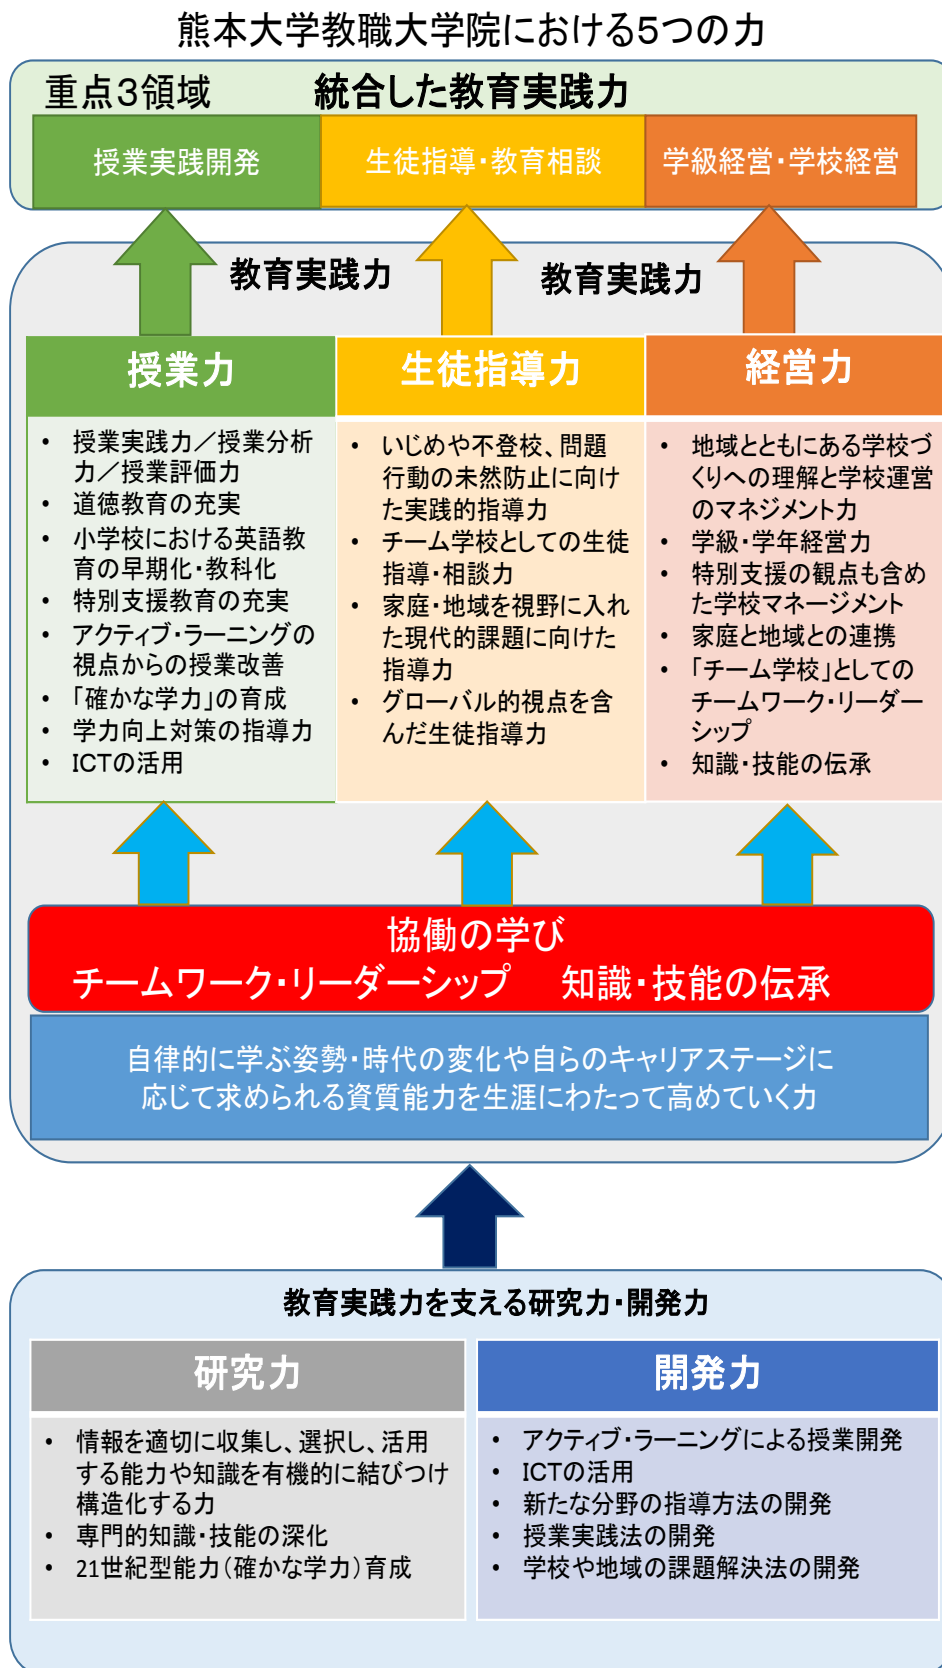 熊本大学教職大学院における5つの力
重点3領域 統合した教育実践力
授業実践開発
生徒指導・教育相談
学級経営・学校経営
教育実践力
教育実践力
授業力
・ 授業実践力／授業分析
力／授業評価力
・ 道徳教育の充実
・ 小学校における英語教
育の早期化・教科化
・ 特別支援教育の充実
・ アクティブ・ラーニングの
視点からの授業改善
・ 「確かな学力」の育成
・ 学力向上対策の指導力
・ ICTの活用
生徒指導力
・ いじめや不登校、問題
行動の未然防止に向け
た実践的指導力
・ チーム学校としての生徒
指導・相談力
・ 家庭・地域を視野に入れ
た現代的課題に向けた
指導力
・ グローバル的視点を含
んだ生徒指導力
経営力
・ 地域とともにある学校づ
くりへの理解と学校運営
のマネジメント力
・ 学級・学年経営力
・ 特別支援の観点も含め
た学校マネージメント
・ 家庭と地域との連携
・ 「チーム学校」としての
チームワーク・リーダー
シップ
・ 知識・技能の伝承
協働の学び
チームワーク・リーダーシップ 知識・技能の伝承
自律的に学ぶ姿勢・時代の変化や自らのキャリアステージに
応じて求められる資質能力を生涯にわたって高めていく力
教育実践力を支える研究力・開発力
研究力
・ 情報を適切に収集し、選択し、活用
する能力や知識を有機的に結びつけ
構造化する力
・ 専門的知識・技能の深化
・ 21世紀型能力（確かな学力）育成
開発力
・ アクティブ・ラーニングによる授業開発
・ ICTの活用
・ 新たな分野の指導方法の開発
・ 授業実践法の開発
・ 学校や地域の課題解決法の開発